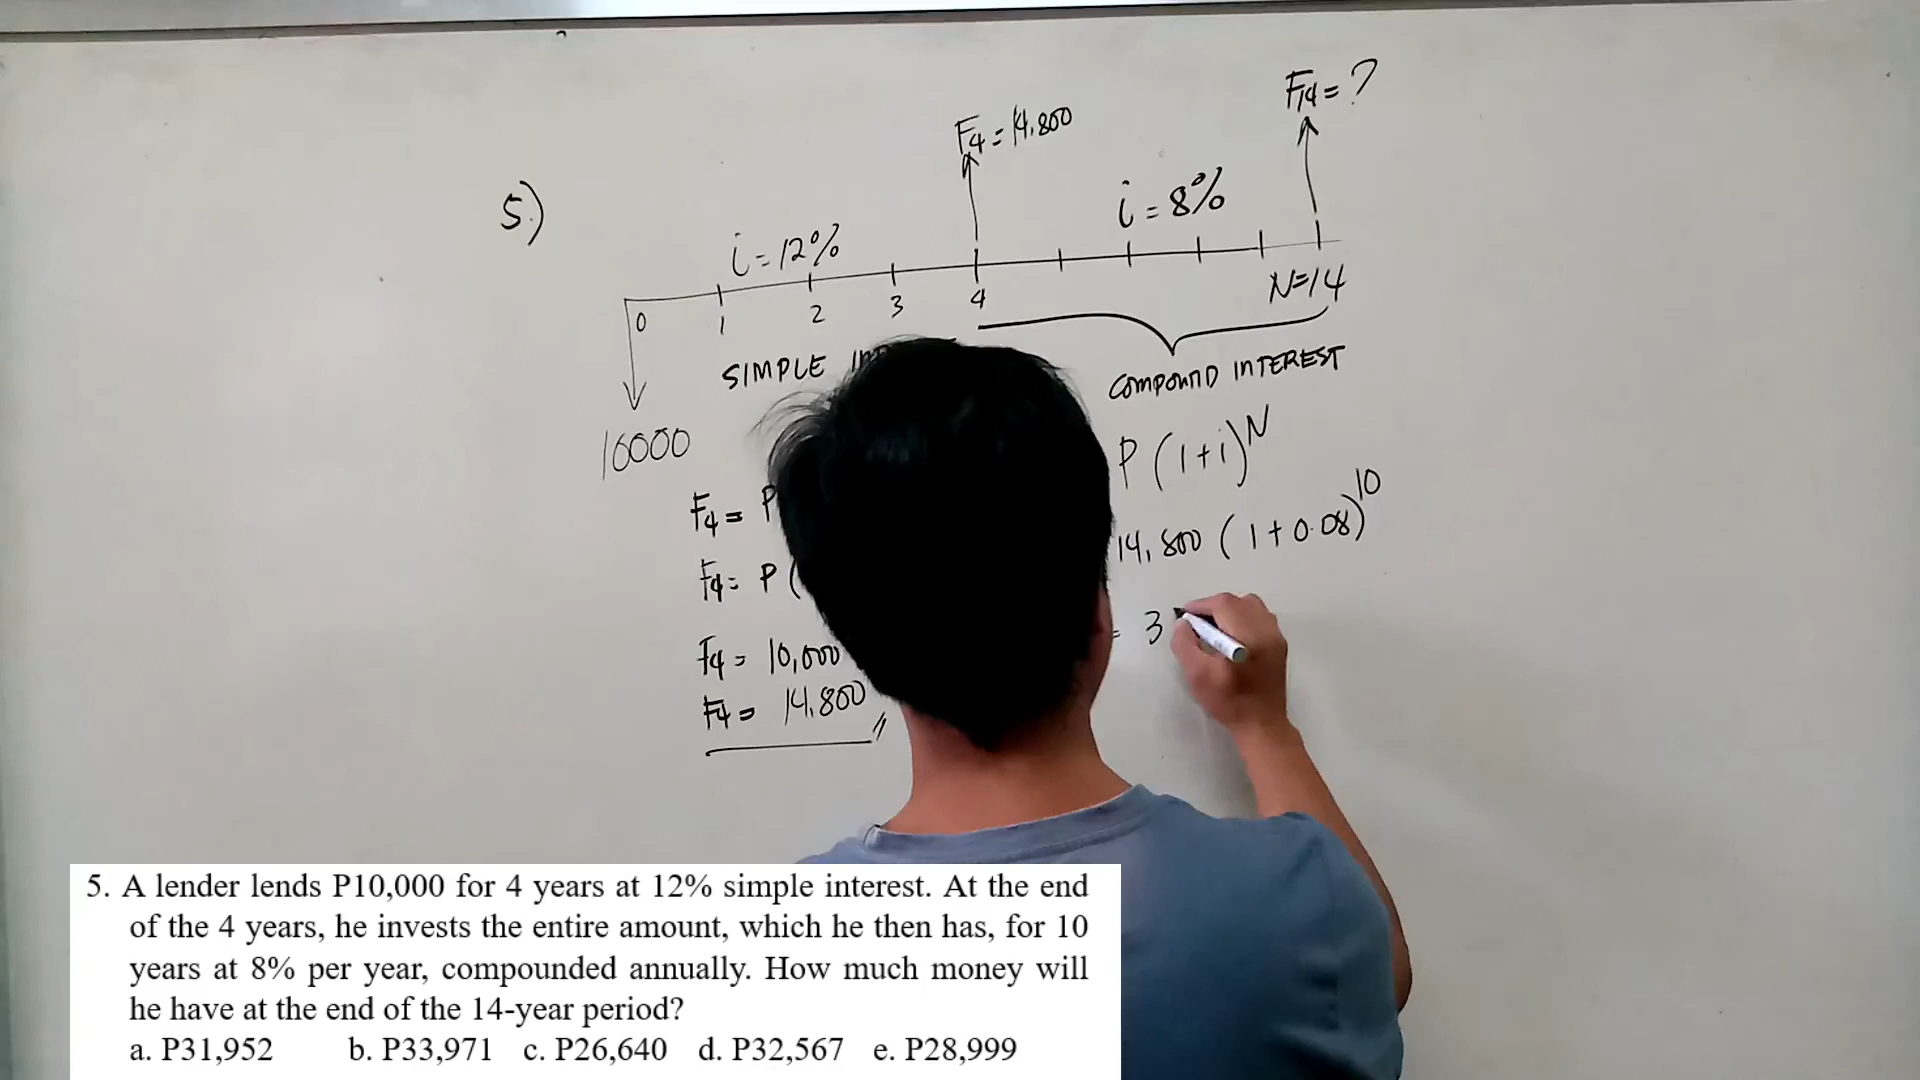 5)
F14 = ?
F4 = 14,800
i = 8%
i = 12%
0 1 2 3 4 N=14
SIMPLE
COMPOUND INTEREST
10000
P (1+i)^N
F4 = P
14,800 (1+0.08)^10
F4 = P (
= 3
F4 = 10,000
F4 = 14,800
5. A lender lends P10,000 for 4 years at 12% simple interest. At the end
of the 4 years, he invests the entire amount, which he then has, for 10
years at 8% per year, compounded annually. How much money will
he have at the end of the 14-year period?
a. P31,952 b. P33,971 c. P26,640 d. P32,567 e. P28,999